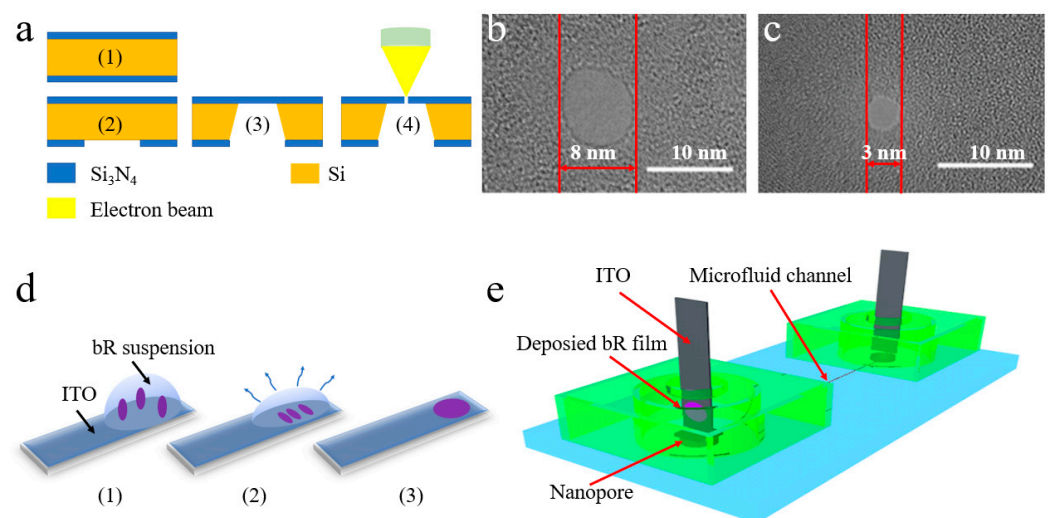 a
(1)
(2)
(3)
(4)
Si₃N₄
Si
Electron beam
b
8 nm
10 nm
c
3 nm
10 nm
d
bR suspension
ITO
(1)
(2)
(3)
e
ITO
Microfluid channel
Deposied bR film
Nanopore